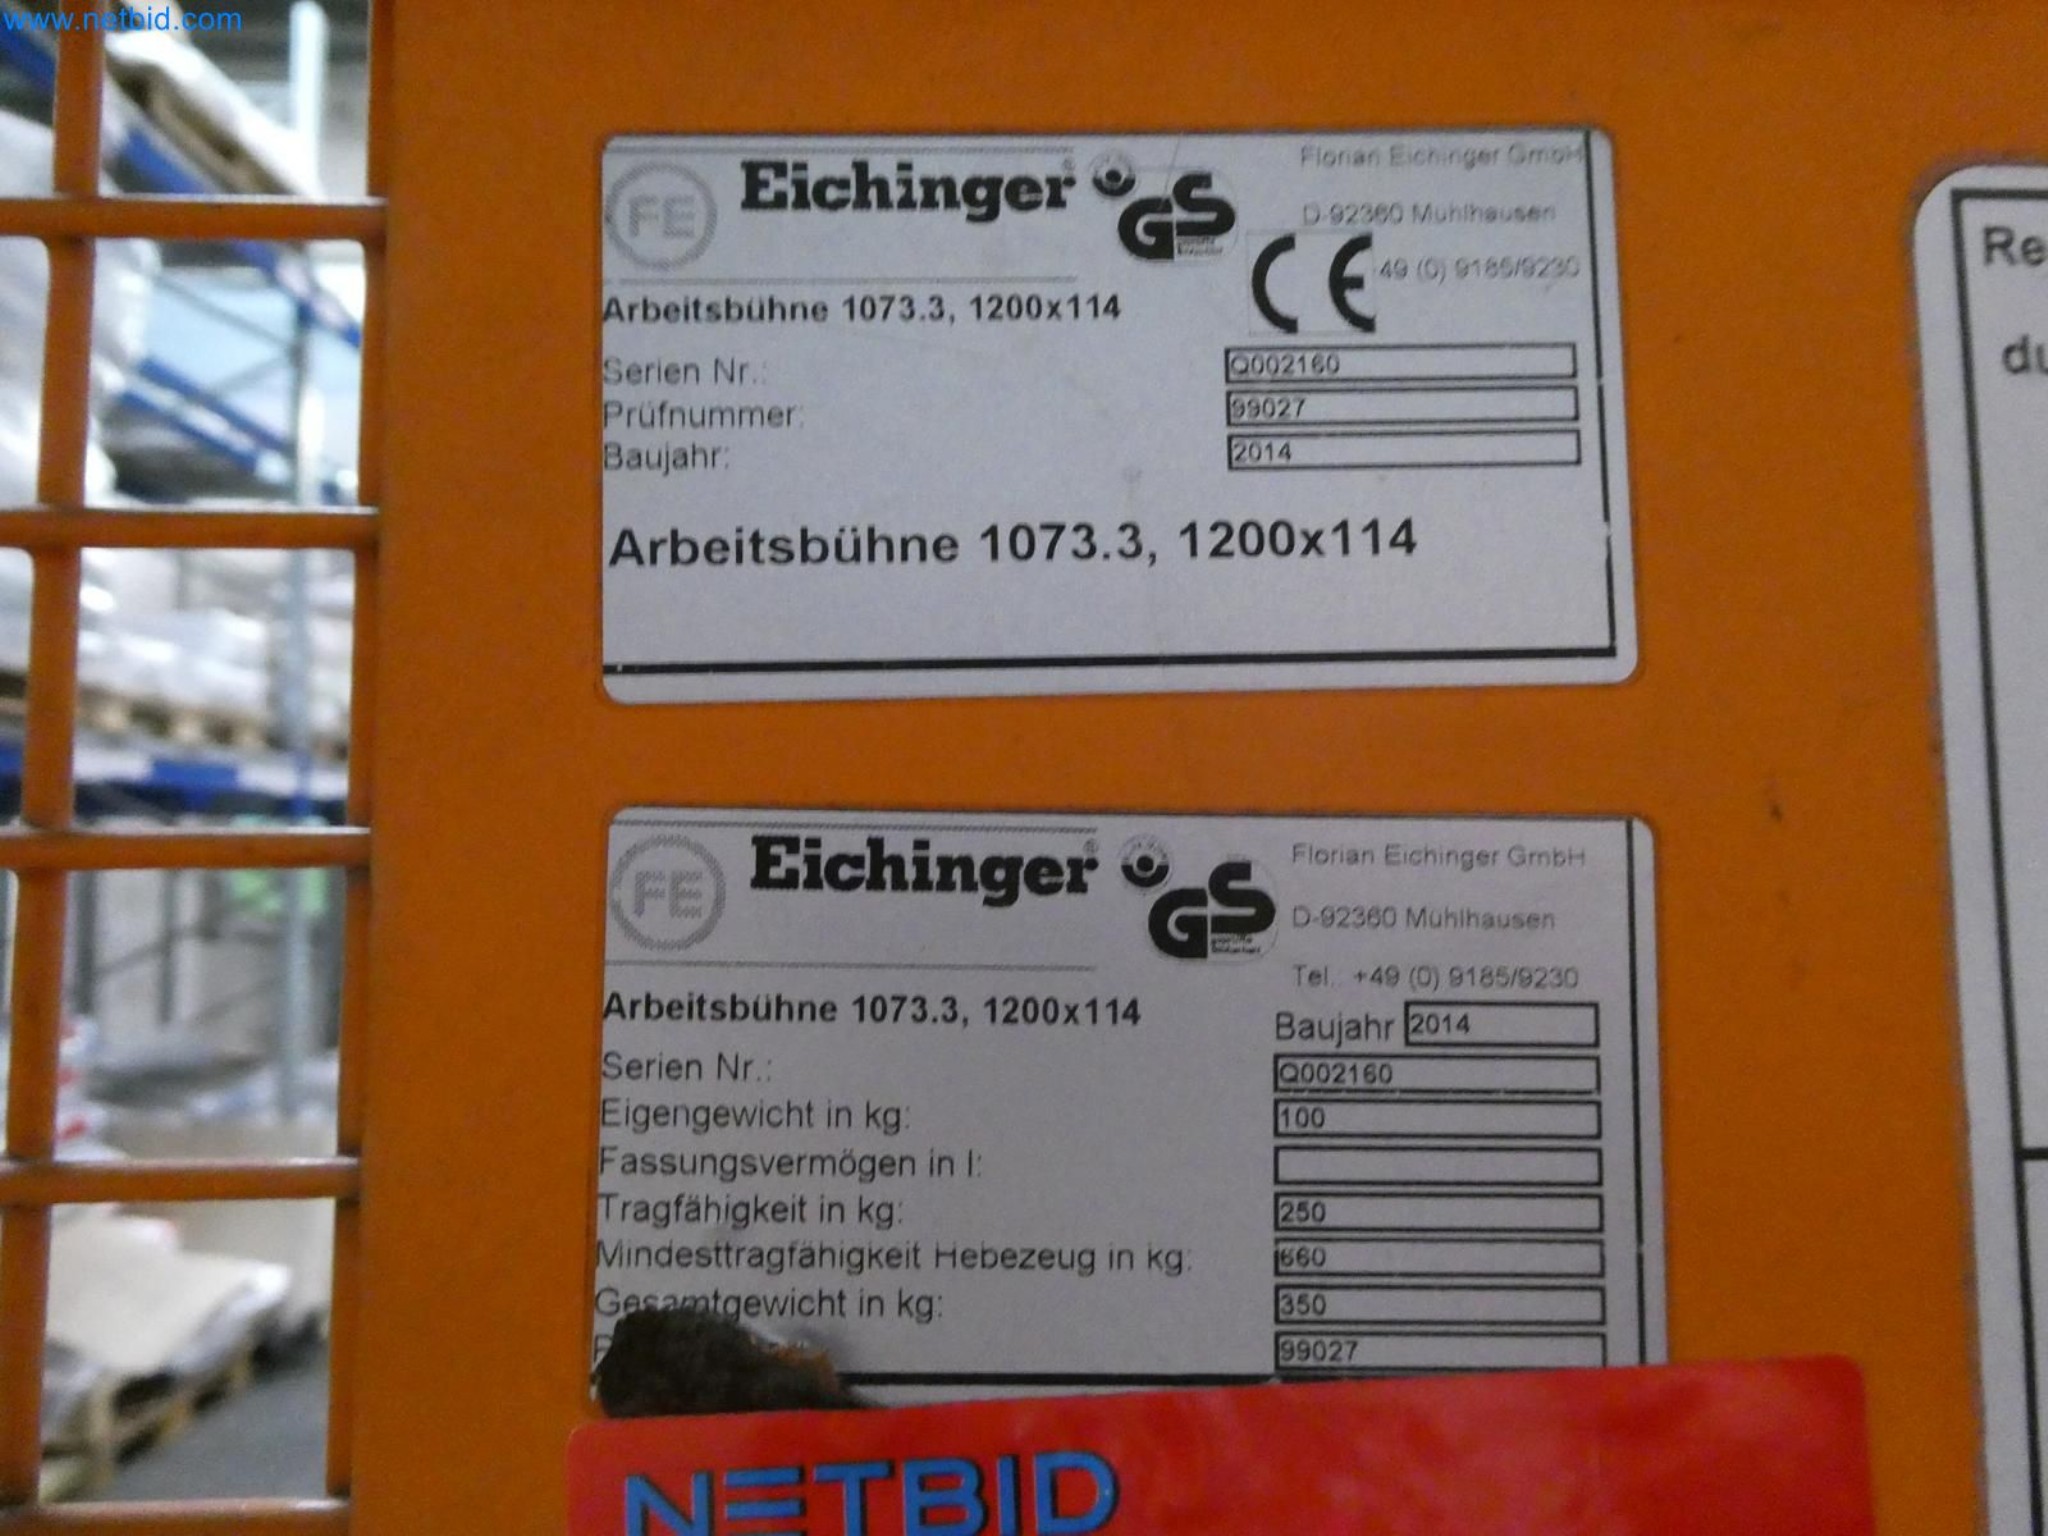 www.netbid.com
FE
Eichinger®
GS
Florian Eichinger GmbH
D-92360 Mühlhausen
CE
49 (0) 9185/9230
Arbeitsbühne 1073.3, 1200x114
Serien Nr.: Q002160
Prüfnummer: 99027
Baujahr: 2014
Arbeitsbühne 1073.3, 1200x114
FE
Eichinger®
GS
Florian Eichinger GmbH
D-92360 Mühlhausen
Tel.: +49 (0) 9185/9230
Arbeitsbühne 1073.3, 1200x114
Baujahr 2014
Serien Nr.: Q002160
Eigengewicht in kg: 100
Fassungsvermögen in l:
Tragfähigkeit in kg: 250
Mindesttragfähigkeit Hebezeug in kg: 660
Gesamtgewicht in kg: 350
99027
NETBID
Re
du